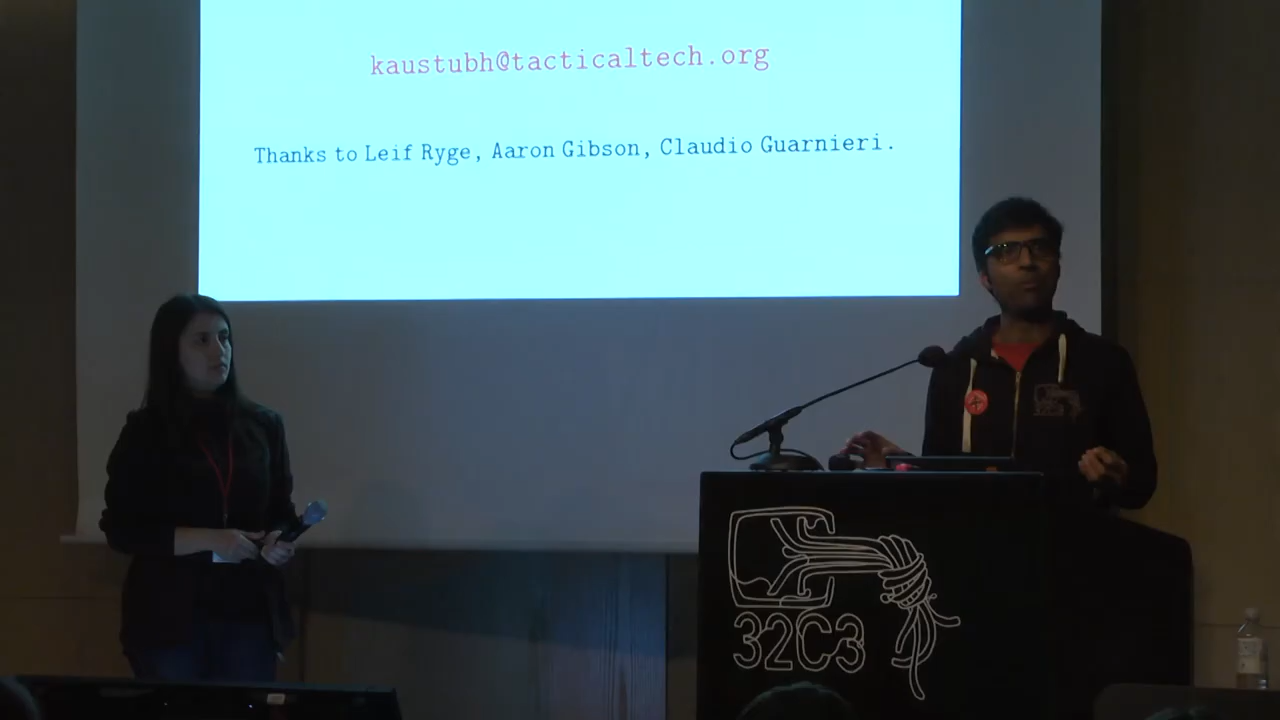 kaustubh@tacticaltech.org
Thanks to Leif Ryge, Aaron Gibson, Claudio Guarnieri.
32C3